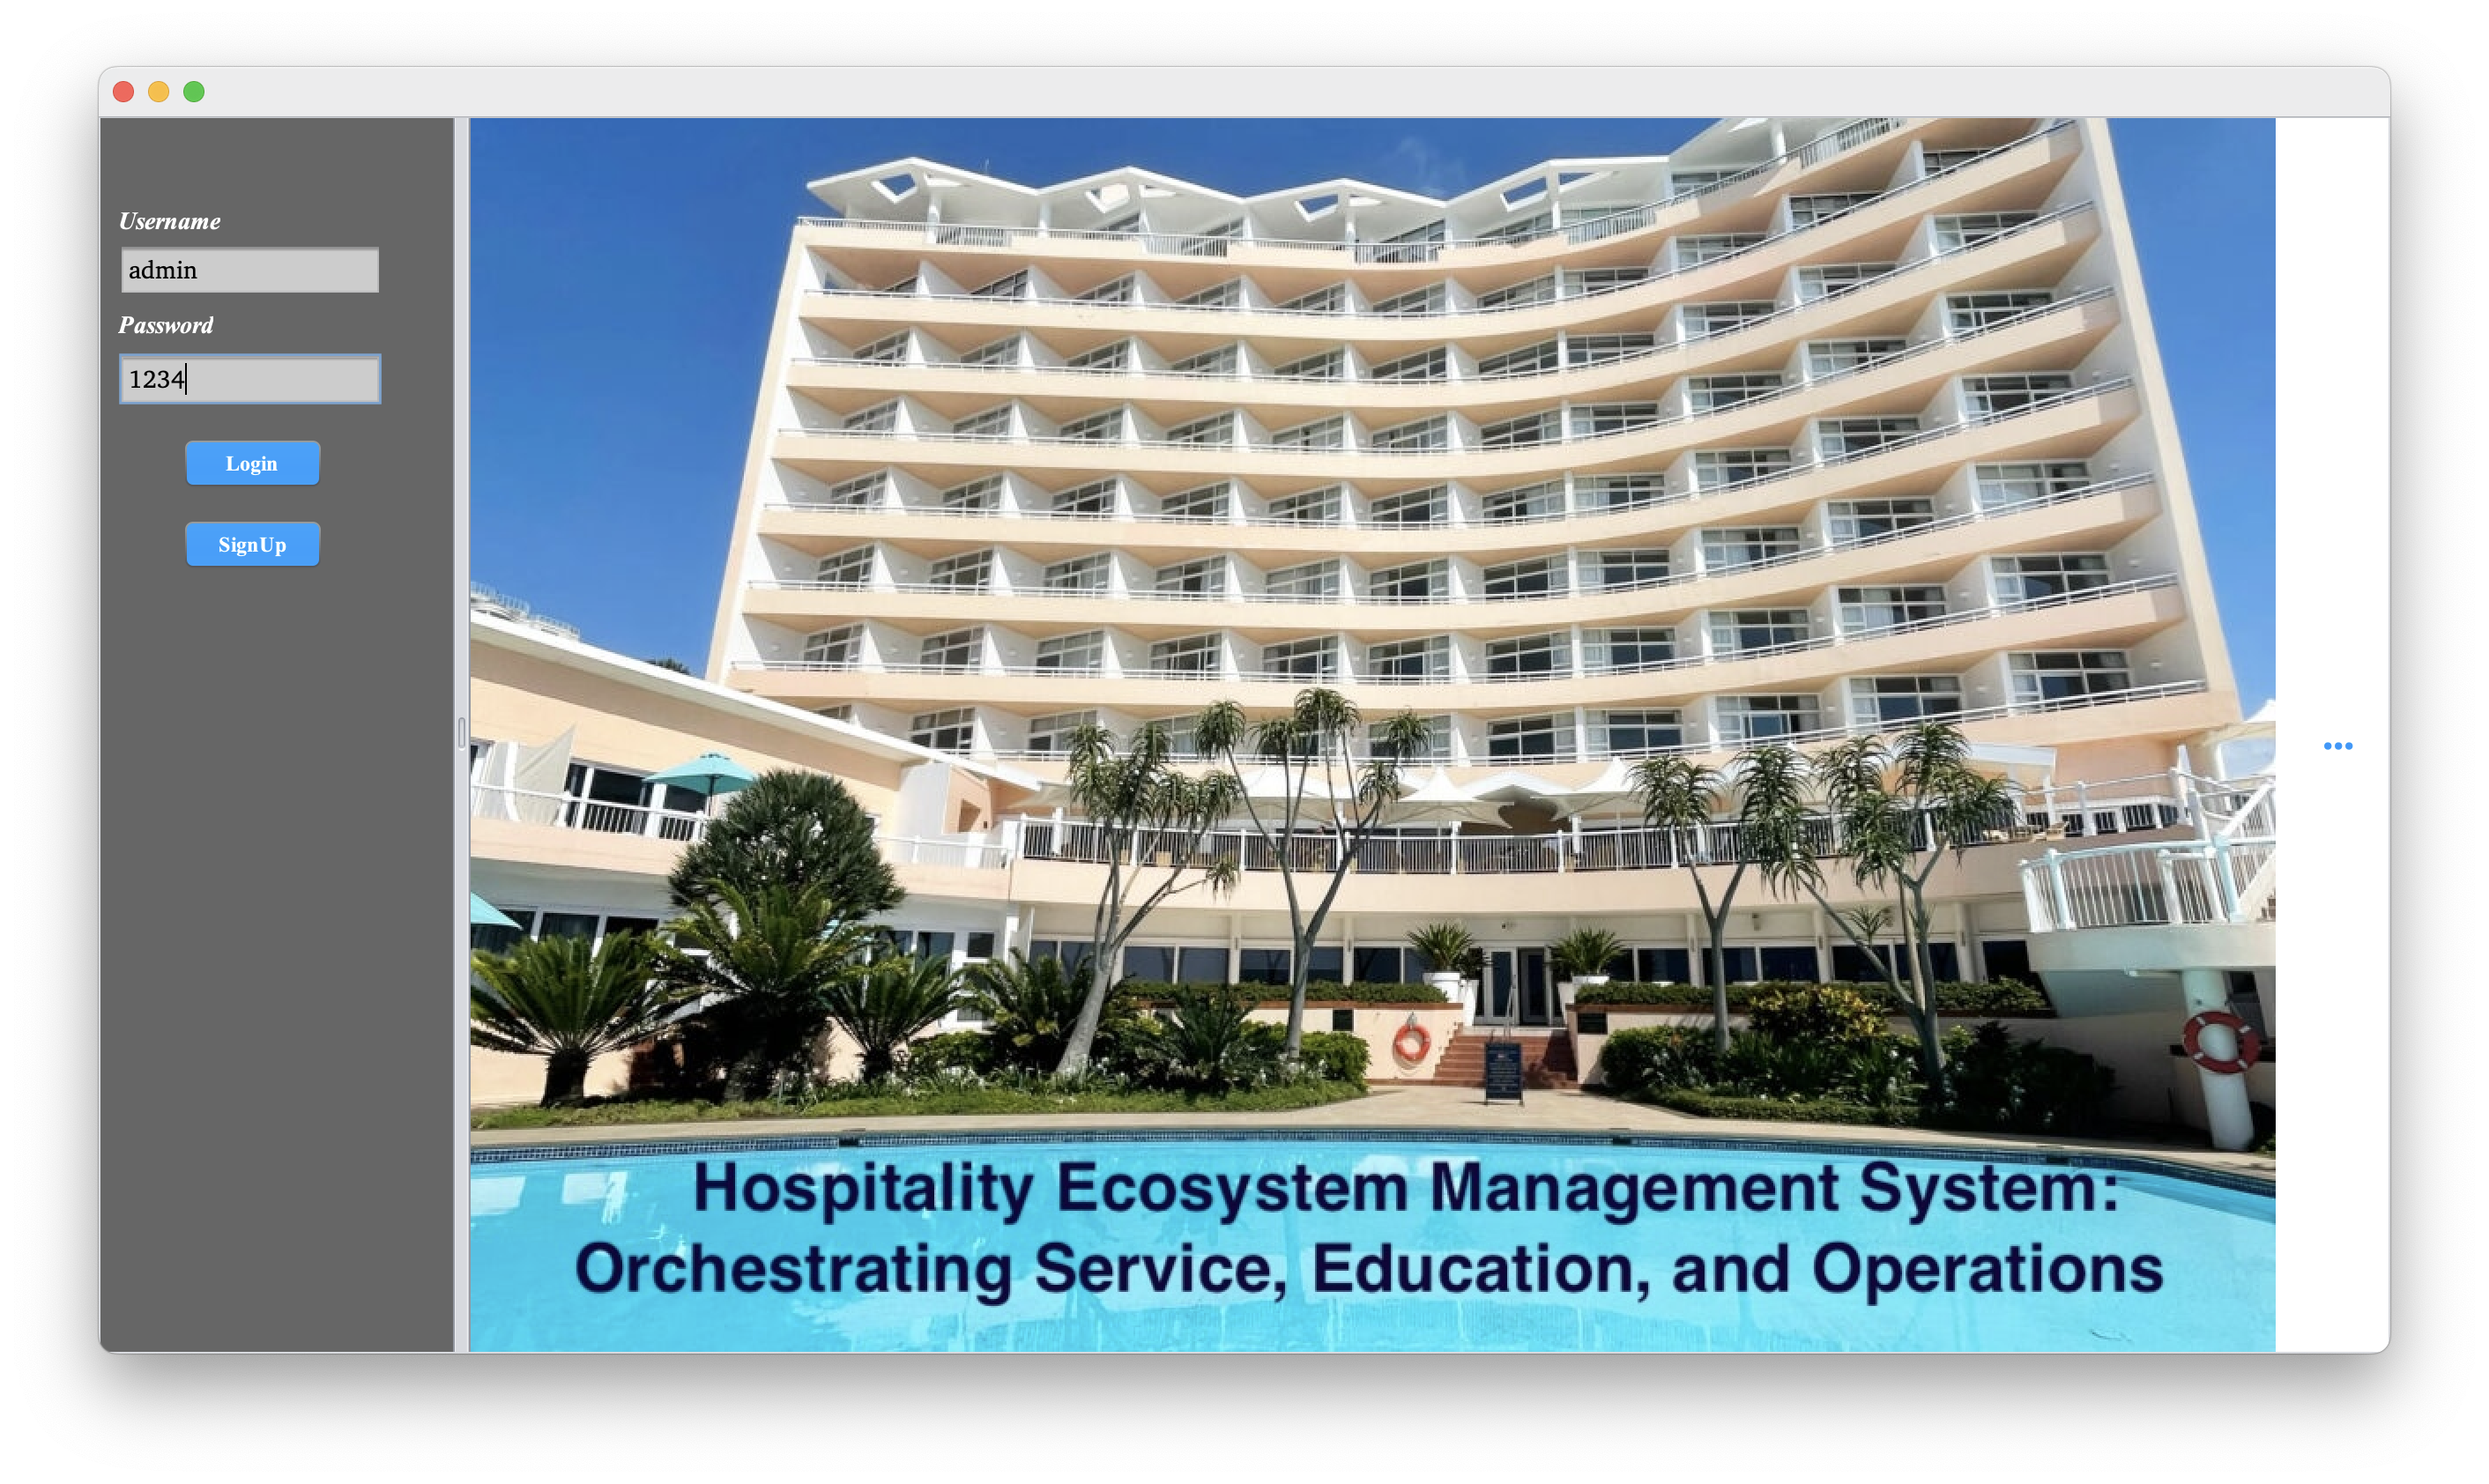 Username
admin
Password
1234
Login
SignUp
Hospitality Ecosystem Management System:
Orchestrating Service, Education, and Operations